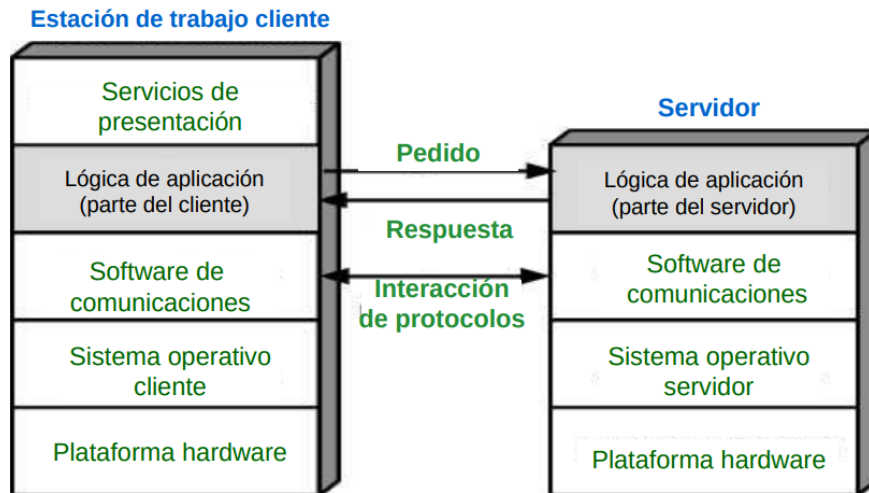 Estación de trabajo cliente
Servicios de
presentación
Lógica de aplicación
(parte del cliente)
Software de
comunicaciones
Sistema operativo
cliente
Plataforma hardware
Pedido
Respuesta
Interacción
de protocolos
Servidor
Lógica de aplicación
(parte del servidor)
Software de
comunicaciones
Sistema operativo
servidor
Plataforma hardware